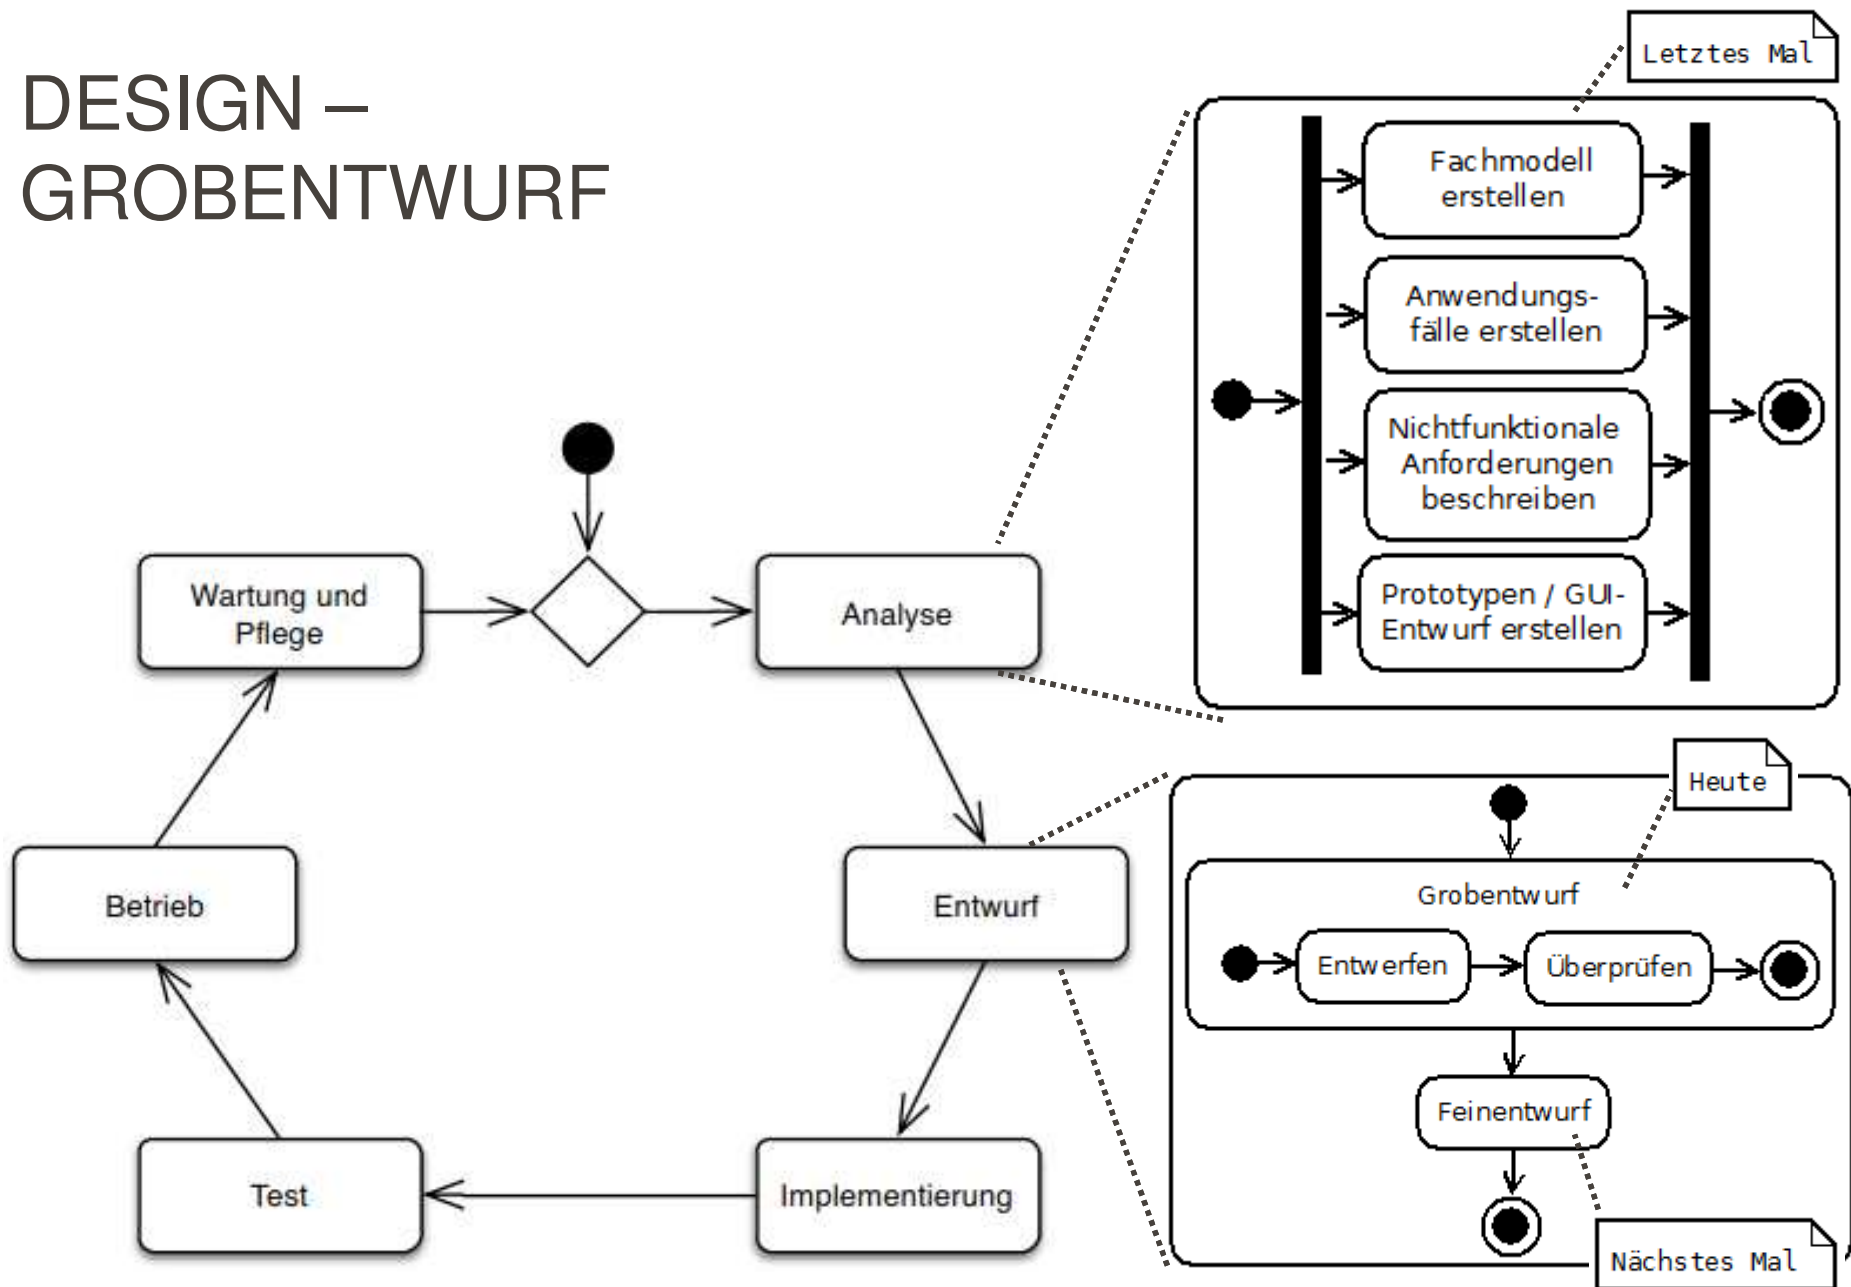 DESIGN –
GROBENTWURF
Letztes Mal
Fachmodell
erstellen
Anwendungs-
fälle erstellen
Nichtfunktionale
Anforderungen
beschreiben
Prototypen / GUI-
Entwurf erstellen
Wartung und
Pflege
Analyse
Betrieb
Entwurf
Test
Implementierung
Heute
Grobentwurf
Entwerfen
Überprüfen
Feinentwurf
Nächstes Mal